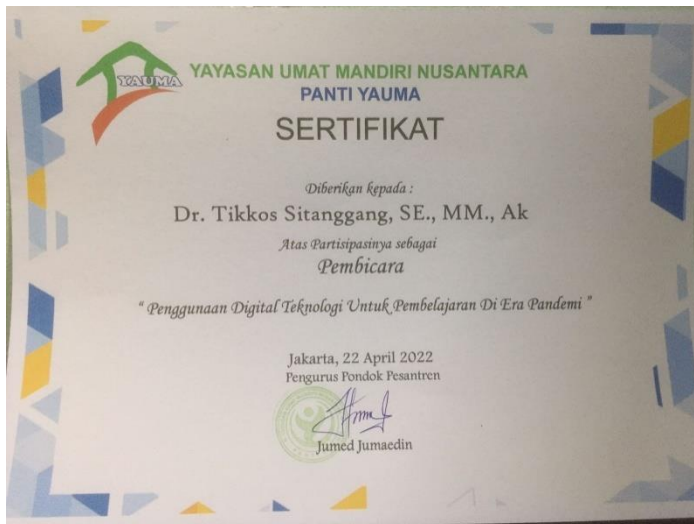 YAUMA
YAYASAN UMAT MANDIRI NUSANTARA
PANTI YAUMA
SERTIFIKAT
Diberikan kepada :
Dr. Tikkos Sitanggang, SE., MM., Ak
Atas Partisipasinya sebagai
Pembicara
“ Penggunaan Digital Teknologi Untuk Pembelajaran Di Era Pandemi ”
Jakarta, 22 April 2022
Pengurus Pondok Pesantren
Jumed Jumaedin